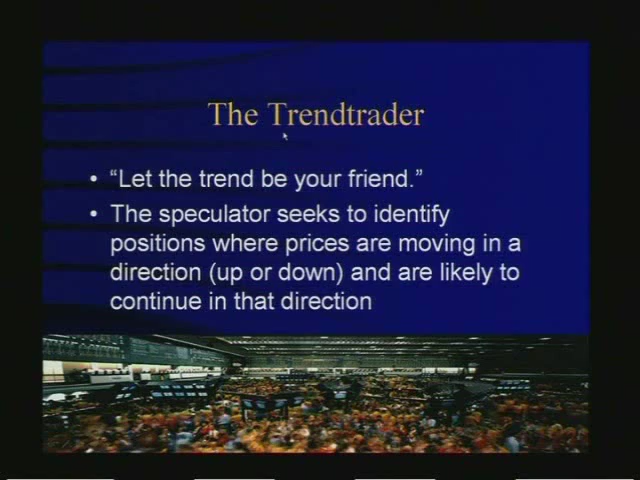 The Trendtrader
• “Let the trend be your friend.”
• The speculator seeks to identify
positions where prices are moving in a
direction (up or down) and are likely to
continue in that direction